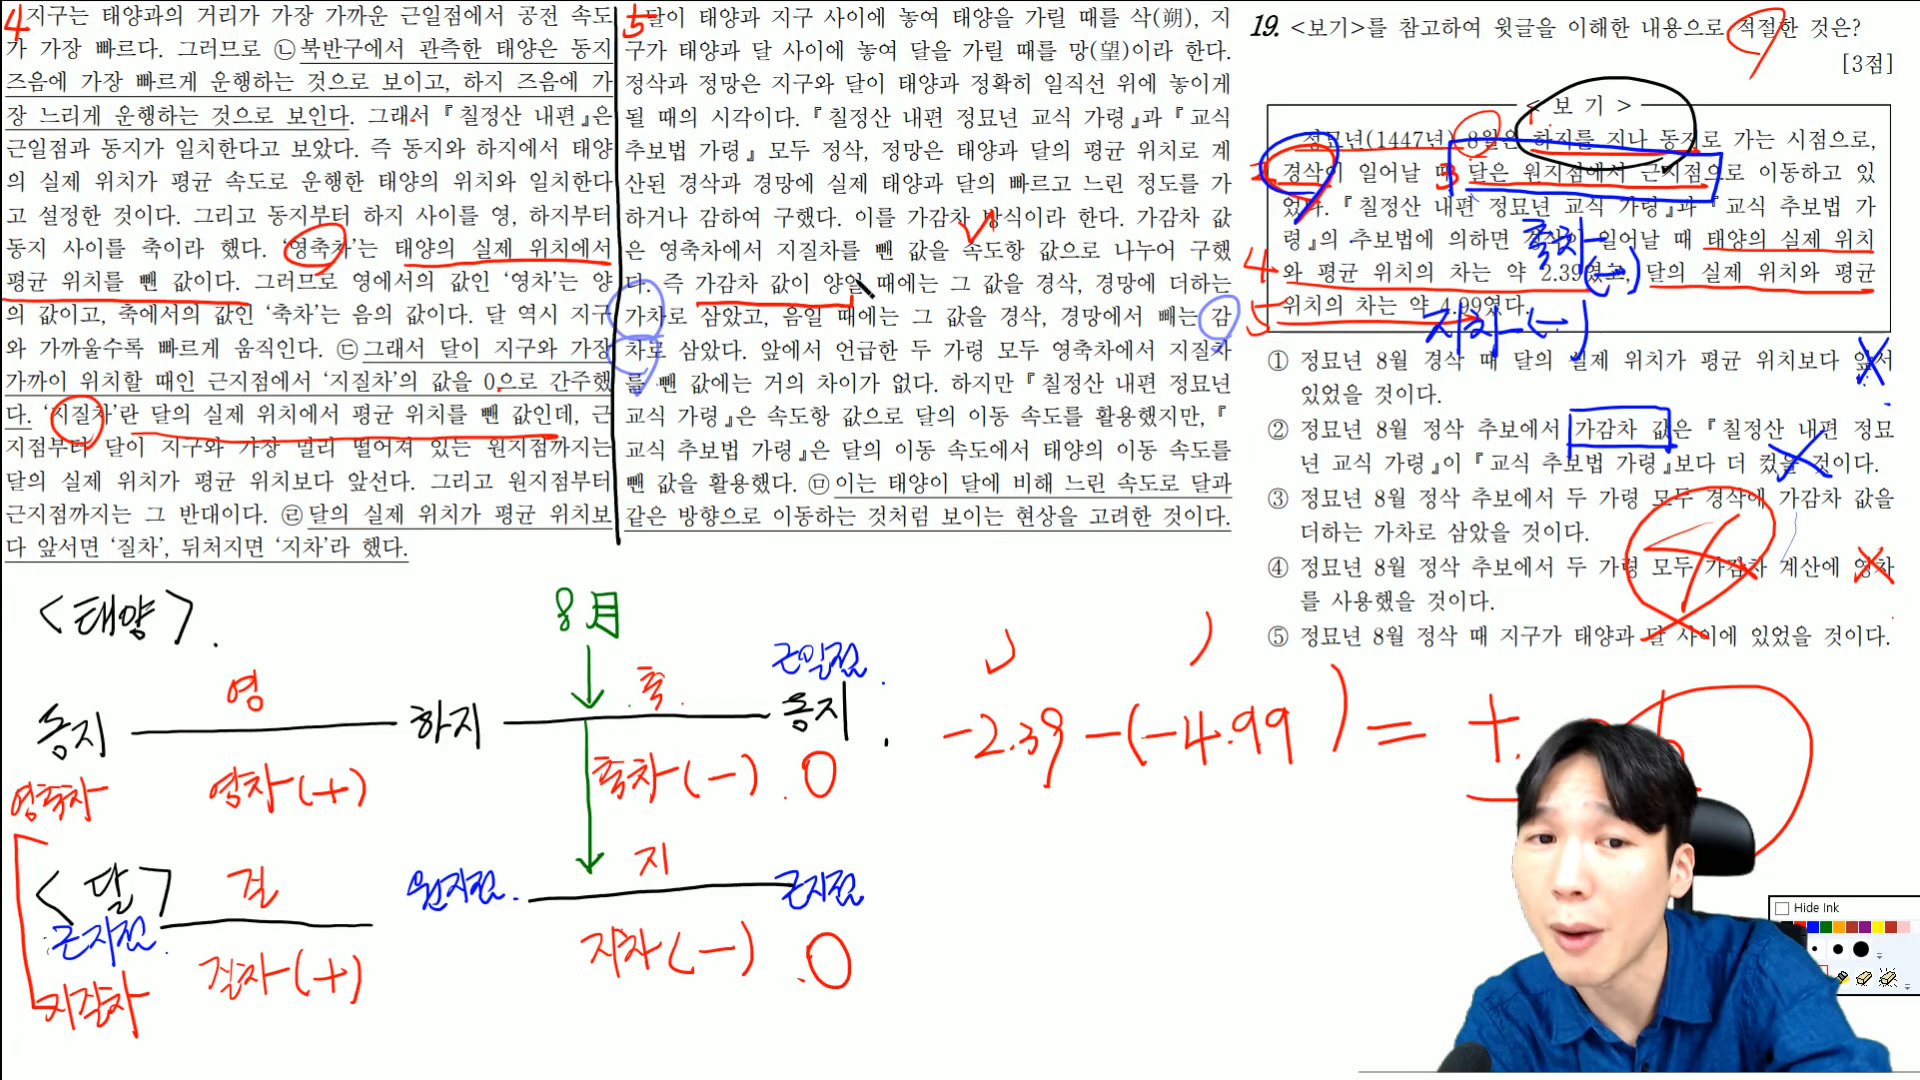 4 지구는 태양과의 거리가 가장 가까운 근일점에서 공전 속도
가 가장 빠르다. 그러므로 ㉡북반구에서 관측한 태양은 동지
즈음에 가장 빠르게 운행하는 것으로 보이고, 하지 즈음에 가
장 느리게 운행하는 것으로 보인다. 그래서 『칠정산 내편』은
근일점과 동지가 일치한다고 보았다. 즉 동지와 하지에서 태양
의 실제 위치가 평균 속도로 운행한 태양의 위치와 일치한다
고 설정한 것이다. 그리고 동지부터 하지 사이를 영, 하지부터
동지 사이를 축이라 했다. ‘영축차’는 태양의 실제 위치에서
평균 위치를 뺀 값이다. 그러므로 영에서의 값인 ‘영차’는 양
의 값이고, 축에서의 값인 ‘축차’는 음의 값이다. 달 역시 지구
와 가까울수록 빠르게 움직인다. ㉢그래서 달이 지구와 가장
가까이 위치할 때인 근지점에서 ‘지질차’의 값을 0으로 간주했
다. ‘지질차’란 달의 실제 위치에서 평균 위치를 뺀 값인데, 근
지점부터 달이 지구와 가장 멀리 떨어져 있는 원지점까지는
달의 실제 위치가 평균 위치보다 앞선다. 그리고 원지점부터
근지점까지는 그 반대이다. ㉣달의 실제 위치가 평균 위치보
다 앞서면 ‘질차’, 뒤처지면 ‘지차’라 했다.
5 달이 태양과 지구 사이에 놓여 태양을 가릴 때를 삭(朔), 지
구가 태양과 달 사이에 놓여 달을 가릴 때를 망(望)이라 한다.
정삭과 정망은 지구와 달이 태양과 정확히 일직선 위에 놓이게
될 때의 시각이다. 『칠정산 내편 정묘년 교식 가령』과 『교식
추보법 가령』 모두 정삭, 정망은 태양과 달의 평균 위치로 계
산된 경삭과 경망에 실제 태양과 달의 빠르고 느린 정도를 가
하거나 감하여 구했다. 이를 가감차 방식이라 한다. 가감차 값
은 영축차에서 지질차를 뺀 값을 속도항 값으로 나누어 구했
다. 즉 가감차 값이 양일 때에는 그 값을 경삭, 경망에 더하는
가차로 삼았고, 음일 때에는 그 값을 경삭, 경망에서 빼는 감
차로 삼았다. 앞에서 언급한 두 가령 모두 영축차에서 지질차
를 뺀 값에는 거의 차이가 없다. 하지만 『칠정산 내편 정묘년
교식 가령』은 속도항 값으로 달의 이동 속도를 활용했지만, 『
교식 추보법 가령』은 달의 이동 속도에서 태양의 이동 속도를
뺀 값을 활용했다. ㉤이는 태양이 달에 비해 느린 속도로 달과
같은 방향으로 이동하는 것처럼 보이는 현상을 고려한 것이다.
19. <보기>를 참고하여 윗글을 이해한 내용으로 적절한 것은?
[3점]
< 보 기 >
정묘년(1447년) 8월은 하지를 지나 동지로 가는 시점으로,
경삭이 일어날 때 달은 원지점에서 근지점으로 이동하고 있
었다. 『칠정산 내편 정묘년 교식 가령』과 『교식 추보법 가
령』의 추보법에 의하면 경삭이 일어날 때 태양의 실제 위치
와 평균 위치의 차는 약 2.39였고, 달의 실제 위치와 평균
위치의 차는 약 4.99였다.
3
4
5
축차
(-)
지차(-)
① 정묘년 8월 경삭 때 달의 실제 위치가 평균 위치보다 앞서
있었을 것이다.
② 정묘년 8월 정삭 추보에서 가감차 값은 『칠정산 내편 정묘
년 교식 가령』이 『교식 추보법 가령』보다 더 컸을 것이다.
③ 정묘년 8월 정삭 추보에서 두 가령 모두 경삭에 가감차 값을
더하는 가차로 삼았을 것이다.
④ 정묘년 8월 정삭 추보에서 두 가령 모두 가감차 계산에 영차
를 사용했을 것이다.
⑤ 정묘년 8월 정삭 때 지구가 태양과 달 사이에 있었을 것이다.
<태양>.
8月
동지 영 하지 축 근일점 동지
영축차 영차(+) 축차(-) 0
-2.39-(-4.99)= +
<달> 질 원지점. 지 근지점
근지점
지질차 질차(+) 지차(-) 0
Hide Ink